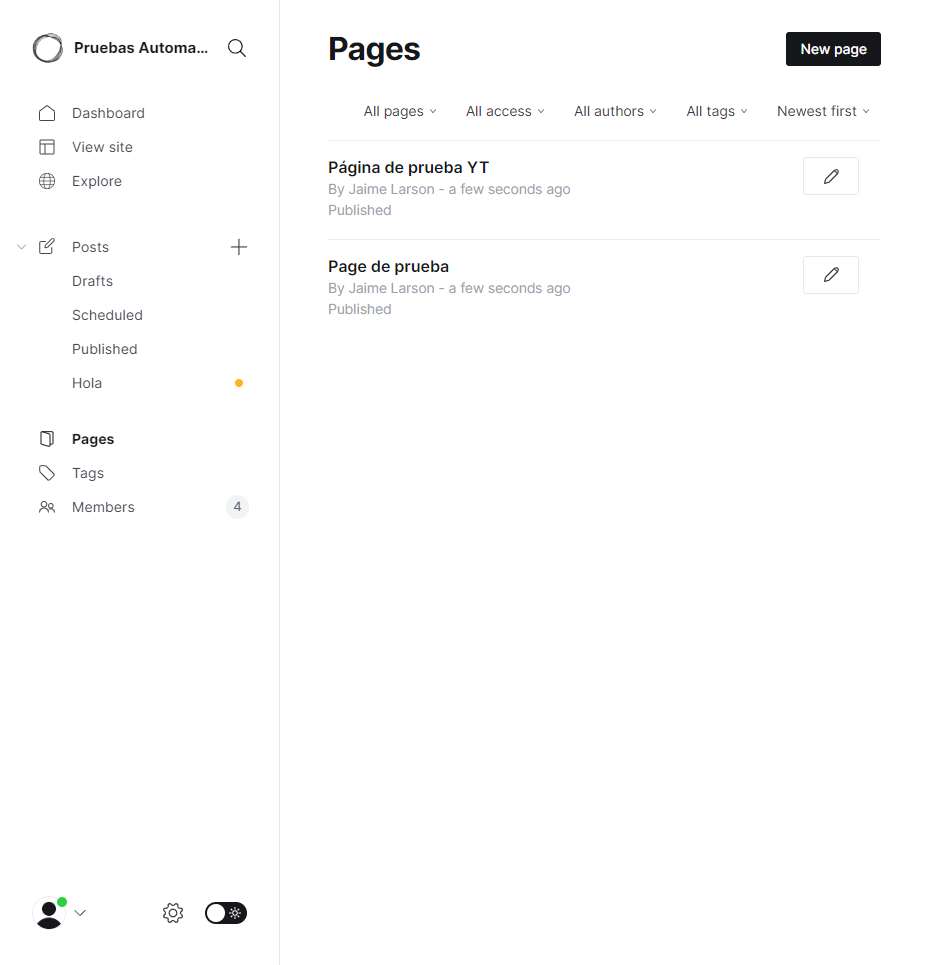 Pruebas Automa...
Dashboard
View site
Explore
Posts
Drafts
Scheduled
Published
Hola
Pages
Tags
Members 4
Pages
New page
All pages All access All authors All tags Newest first
Página de prueba YT
By Jaime Larson - a few seconds ago
Published
Page de prueba
By Jaime Larson - a few seconds ago
Published